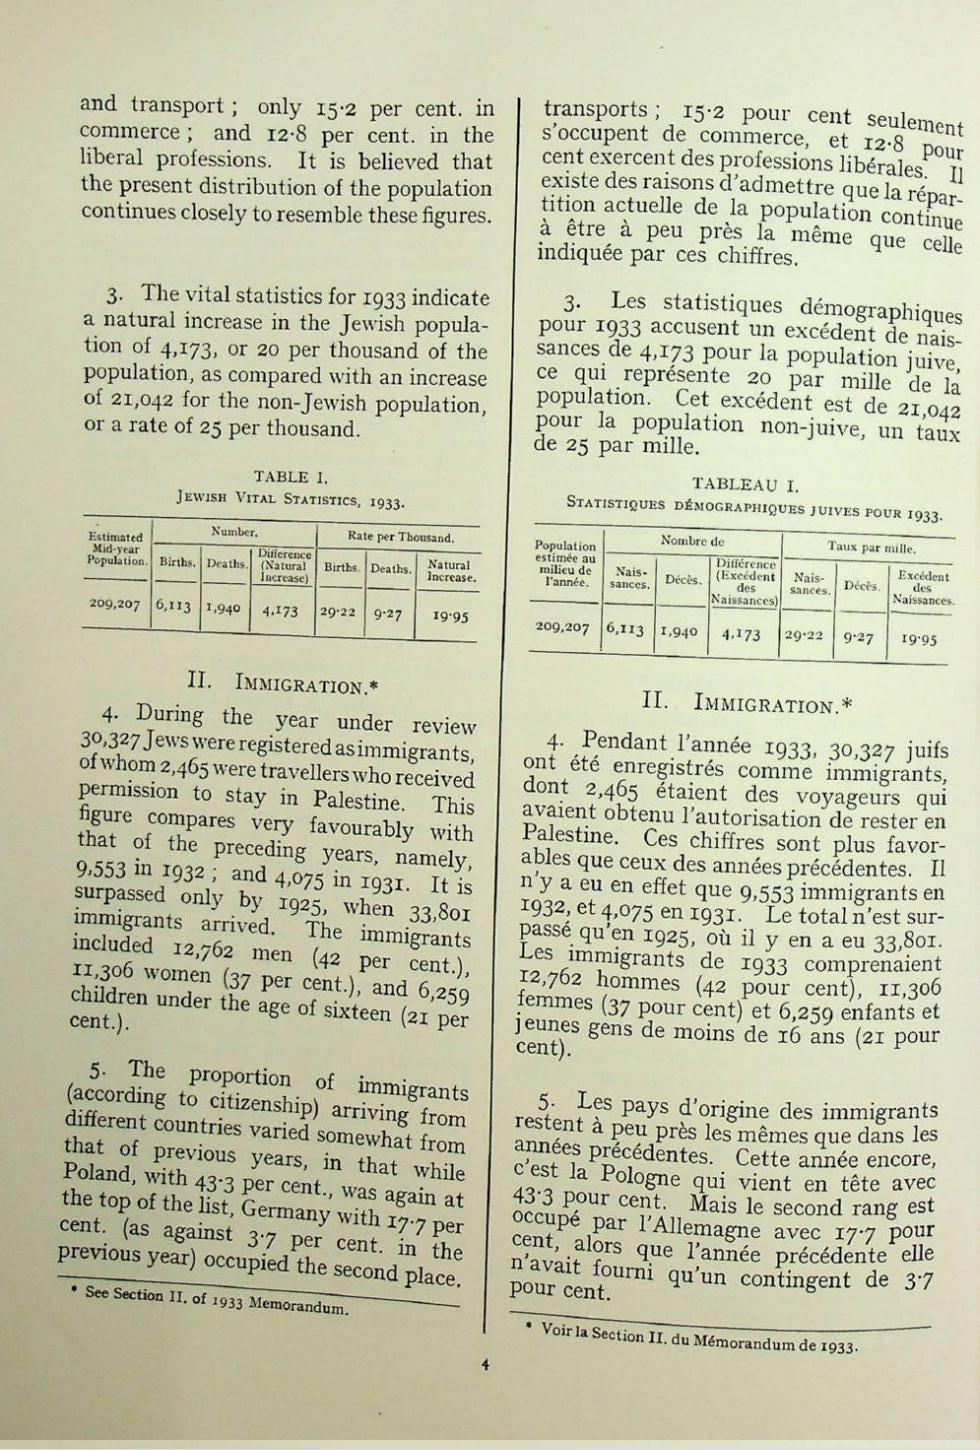 and transport ; only 15·2 per cent. in
commerce ; and 12·8 per cent. in the
liberal professions. It is believed that
the present distribution of the population
continues closely to resemble these figures.
3. The vital statistics for 1933 indicate
a natural increase in the Jewish popula-
tion of 4,173, or 20 per thousand of the
population, as compared with an increase
of 21,042 for the non-Jewish population,
or a rate of 25 per thousand.
TABLE I.
JEWISH VITAL STATISTICS, 1933.
Estimated Mid-year Population. Number. Rate per Thousand.
Births. Deaths. Difference (Natural Increase) Births. Deaths. Natural Increase.
209,207 6,113 1,940 4,173 29·22 9·27 19·95
II. IMMIGRATION.*
4. During the year under review
30,327 Jews were registered as immigrants,
of whom 2,465 were travellers who received
permission to stay in Palestine. This
figure compares very favourably with
that of the preceding years, namely,
9,553 in 1932 ; and 4,075 in 1931. It is
surpassed only by 1925, when 33,801
immigrants arrived. The immigrants
included 12,762 men (42 per cent.),
11,306 women (37 per cent.), and 6,259
children under the age of sixteen (21 per
cent.).
5. The proportion of immigrants
(according to citizenship) arriving from
different countries varied somewhat from
that of previous years, in that while
Poland, with 43·3 per cent., was again at
the top of the list, Germany with 17·7 per
cent. (as against 3·7 per cent. in the
previous year) occupied the second place.
* See Section II. of 1933 Memorandum.
transports ; 15·2 pour cent seulement
s'occupent de commerce, et 12·8 pour
cent exercent des professions libérales. Il
existe des raisons d'admettre que la répar-
tition actuelle de la population continue
à être à peu près la même que celle
indiquée par ces chiffres.
3. Les statistiques démographiques
pour 1933 accusent un excédent de nais-
sances de 4,173 pour la population juive,
ce qui représente 20 par mille de la
population. Cet excédent est de 21,042
pour la population non-juive, un taux
de 25 par mille.
TABLEAU I.
STATISTIQUES DÉMOGRAPHIQUES JUIVES POUR 1933.
Population estimée au milieu de l'année. Nombre de Taux par mille.
Nais-sances. Décès. Différence (Excédent des Naissances) Nais-sances. Décès. Excédent des Naissances.
209,207 6,113 1,940 4,173 29·22 9·27 19·95
II. IMMIGRATION.*
4. Pendant l'année 1933, 30,327 juifs
ont été enregistrés comme immigrants,
dont 2,465 étaient des voyageurs qui
avaient obtenu l'autorisation de rester en
Palestine. Ces chiffres sont plus favor-
ables que ceux des années précédentes. Il
n'y a eu en effet que 9,553 immigrants en
1932, et 4,075 en 1931. Le total n'est sur-
passé qu'en 1925, où il y en a eu 33,801.
Les immigrants de 1933 comprenaient
12,762 hommes (42 pour cent), 11,306
femmes (37 pour cent) et 6,259 enfants et
jeunes gens de moins de 16 ans (21 pour
cent).
5. Les pays d'origine des immigrants
restent à peu près les mêmes que dans les
années précédentes. Cette année encore,
c'est la Pologne qui vient en tête avec
43·3 pour cent. Mais le second rang est
occupé par l'Allemagne avec 17·7 pour
cent, alors que l'année précédente elle
n'avait fourni qu'un contingent de 3·7
pour cent.
* Voir la Section II. du Mémorandum de 1933.
4